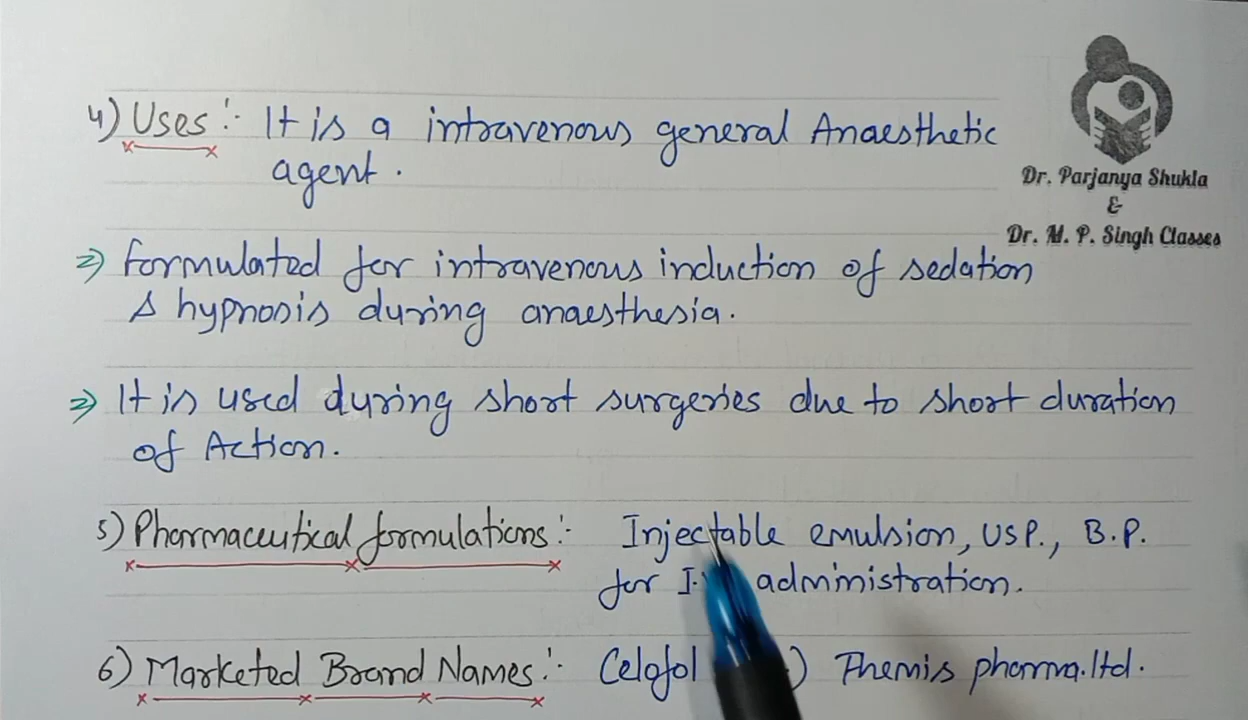 4) Uses :- It is a intravenous general Anaesthetic
agent.
Dr. Parjanya Shukla
&
Dr. M. P. Singh Classes
⇒ formulated for intravenous induction of sedation
& hypnosis during anaesthesia.
⇒ It is used during short surgeries due to short duration
of Action.
5) Pharmaceutical formulations :- Injectable emulsion, USP., B.P.
for I. administration.
6) Marketed Brand Names :- Celofol ) Themis pharma.ltd.